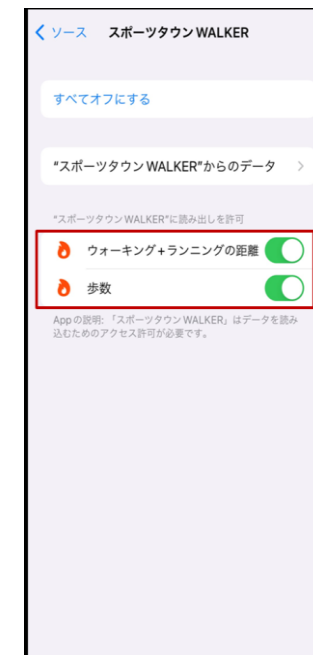 ソース スポーツタウン WALKER
すべてオフにする
“スポーツタウン WALKER”からのデータ
“スポーツタウン WALKER”に読み出しを許可
ウォーキング+ランニングの距離
歩数
Appの説明: 「スポーツタウン WALKER」はデータを読み
込むためのアクセス許可が必要です。